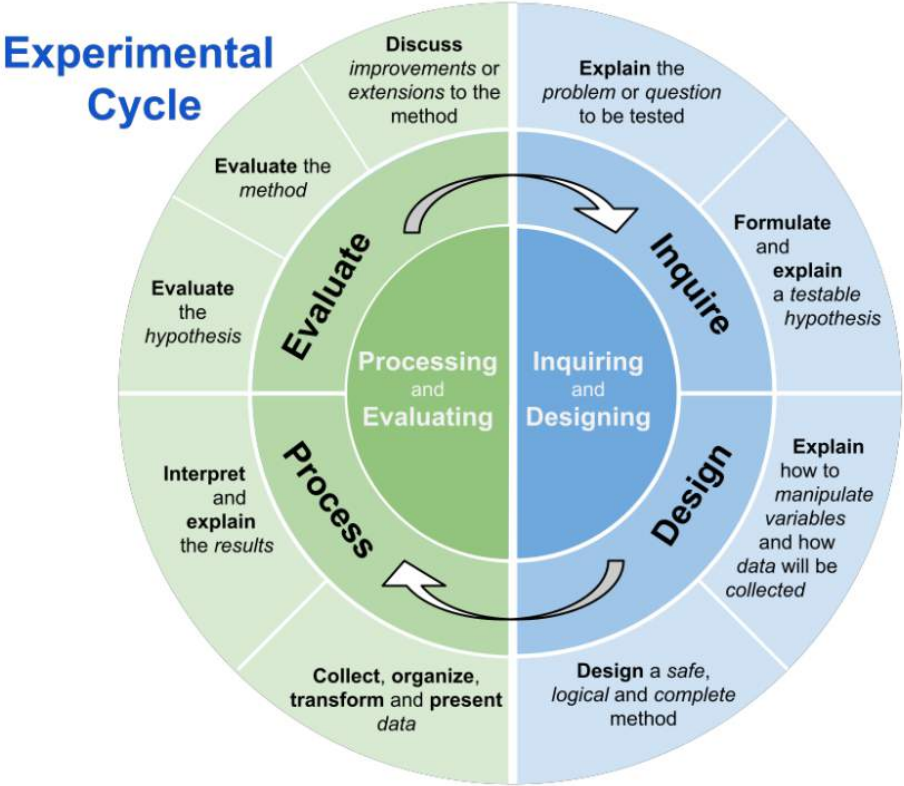 Experimental
Cycle
Discuss
improvements or
extensions to the
method
Explain the
problem or question
to be tested
Evaluate the
method
Formulate
and
explain
a testable
hypothesis
Evaluate
the
hypothesis
Evaluate
Inquire
Processing
and
Evaluating
Inquiring
and
Designing
Process
Design
Interpret
and
explain
the results
Explain
how to
manipulate
variables
and how
data will be
collected
Collect, organize,
transform and present
data
Design a safe,
logical and complete
method